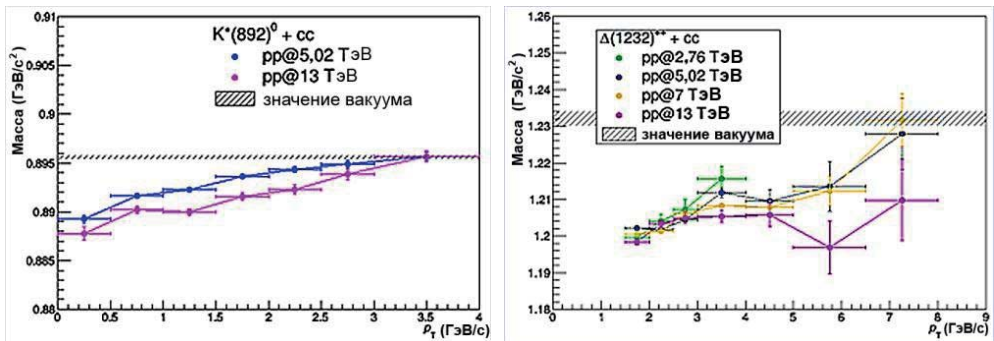 K*(892)⁰ + cc
pp@5,02 ТэВ
pp@13 ТэВ
значение вакуума
Масса (ГэВ/c²)
0.91
0.905
0.9
0.895
0.89
0.885
0.88
0 0.5 1 1.5 2 2.5 3 3.5 4
pT (ГэВ/с)
Δ(1232)⁺⁺ + cc
pp@2,76 ТэВ
pp@5,02 ТэВ
pp@7 ТэВ
pp@13 ТэВ
значение вакуума
Масса (ГэВ/c²)
1.26
1.25
1.24
1.23
1.22
1.21
1.2
1.19
1.18
0 1 2 3 4 5 6 7 8 9
pT (ГэВ/с)